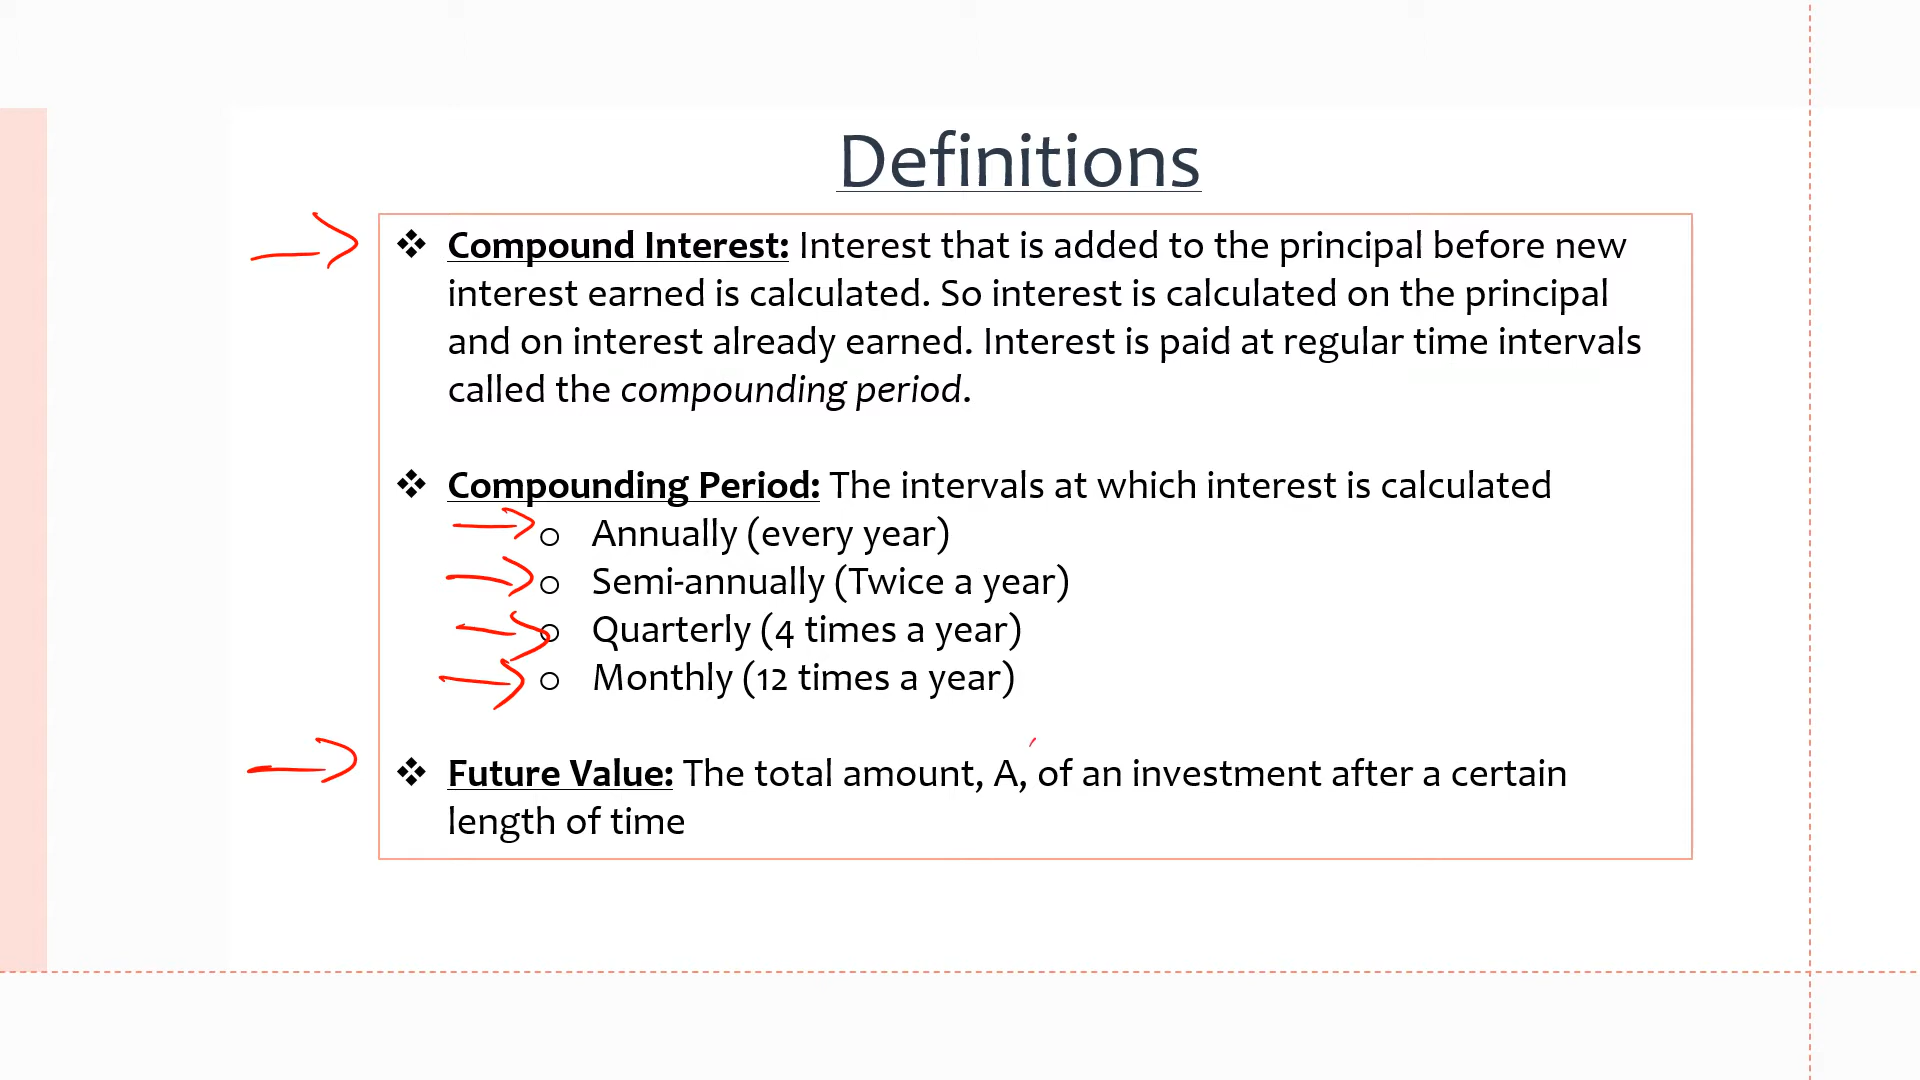 Definitions
❖ Compound Interest: Interest that is added to the principal before new
interest earned is calculated. So interest is calculated on the principal
and on interest already earned. Interest is paid at regular time intervals
called the compounding period.
❖ Compounding Period: The intervals at which interest is calculated
o Annually (every year)
o Semi-annually (Twice a year)
o Quarterly (4 times a year)
o Monthly (12 times a year)
❖ Future Value: The total amount, A, of an investment after a certain
length of time